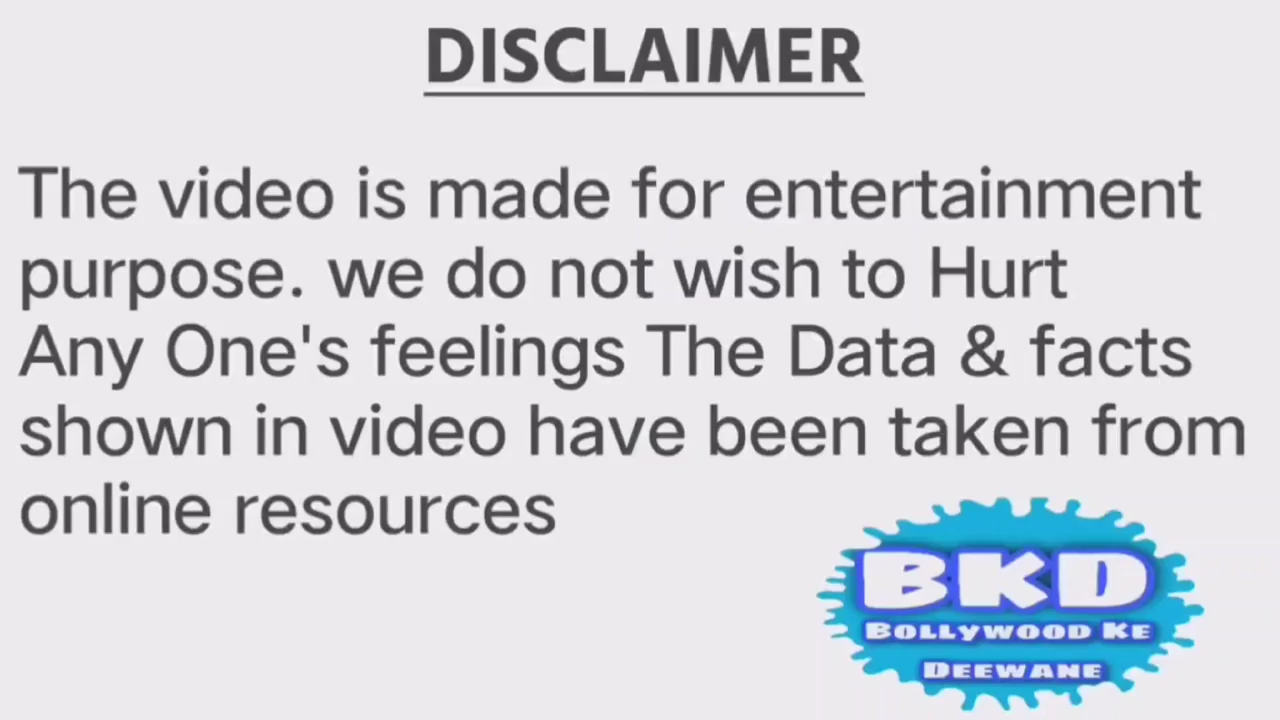 DISCLAIMER
The video is made for entertainment
purpose. we do not wish to Hurt
Any One's feelings The Data & facts
shown in video have been taken from
online resources
BKD
BOLLYWOOD KE
DEEWANE